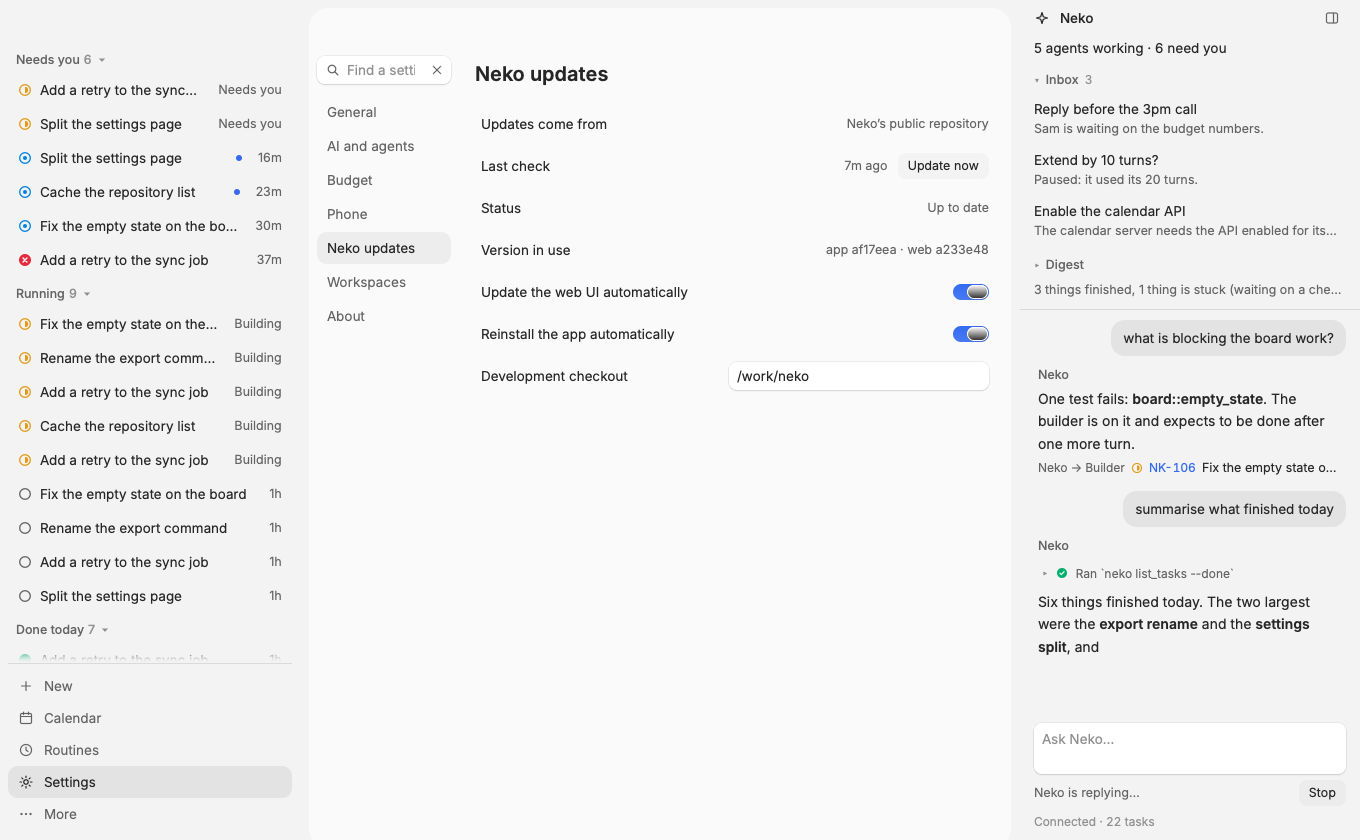 Needs you 6
Add a retry to the sync... Needs you
Split the settings page Needs you
Split the settings page 16m
Cache the repository list 23m
Fix the empty state on the bo... 30m
Add a retry to the sync job 37m
Running 9
Fix the empty state on the... Building
Rename the export comm... Building
Add a retry to the sync job Building
Cache the repository list Building
Add a retry to the sync job Building
Fix the empty state on the board 1h
Rename the export command 1h
Add a retry to the sync job 1h
Split the settings page 1h
Done today 7
Add a retry to the sync job 1h
New
Calendar
Routines
Settings
More
Find a setti
General
AI and agents
Budget
Phone
Neko updates
Workspaces
About
Neko updates
Updates come from Neko’s public repository
Last check 7m ago Update now
Status Up to date
Version in use app af17eea · web a233e48
Update the web UI automatically
Reinstall the app automatically
Development checkout /work/neko
Neko
5 agents working · 6 need you
Inbox 3
Reply before the 3pm call
Sam is waiting on the budget numbers.
Extend by 10 turns?
Paused: it used its 20 turns.
Enable the calendar API
The calendar server needs the API enabled for its...
Digest
3 things finished, 1 thing is stuck (waiting on a che...
what is blocking the board work?
Neko
One test fails: board::empty_state. The
builder is on it and expects to be done after
one more turn.
Neko → Builder NK-106 Fix the empty state o...
summarise what finished today
Neko
Ran `neko list_tasks --done`
Six things finished today. The two largest
were the export rename and the settings
split, and
Ask Neko...
Neko is replying... Stop
Connected · 22 tasks